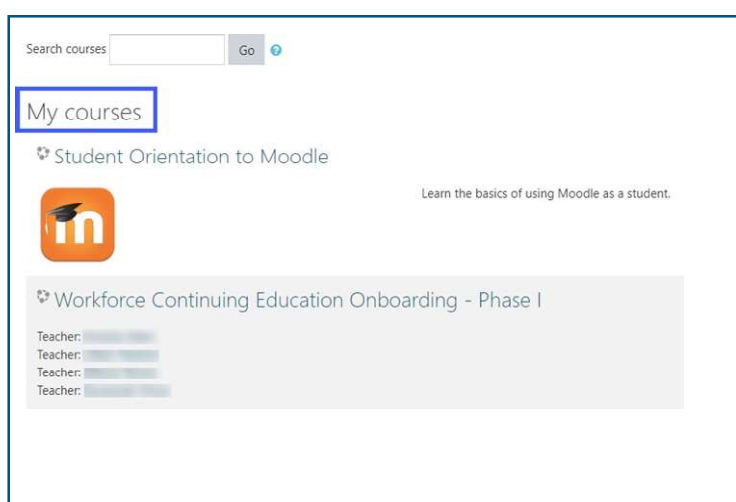 Search courses Go
My courses
Student Orientation to Moodle
Learn the basics of using Moodle as a student.
m
Workforce Continuing Education Onboarding - Phase I
Teacher:
Teacher:
Teacher:
Teacher: